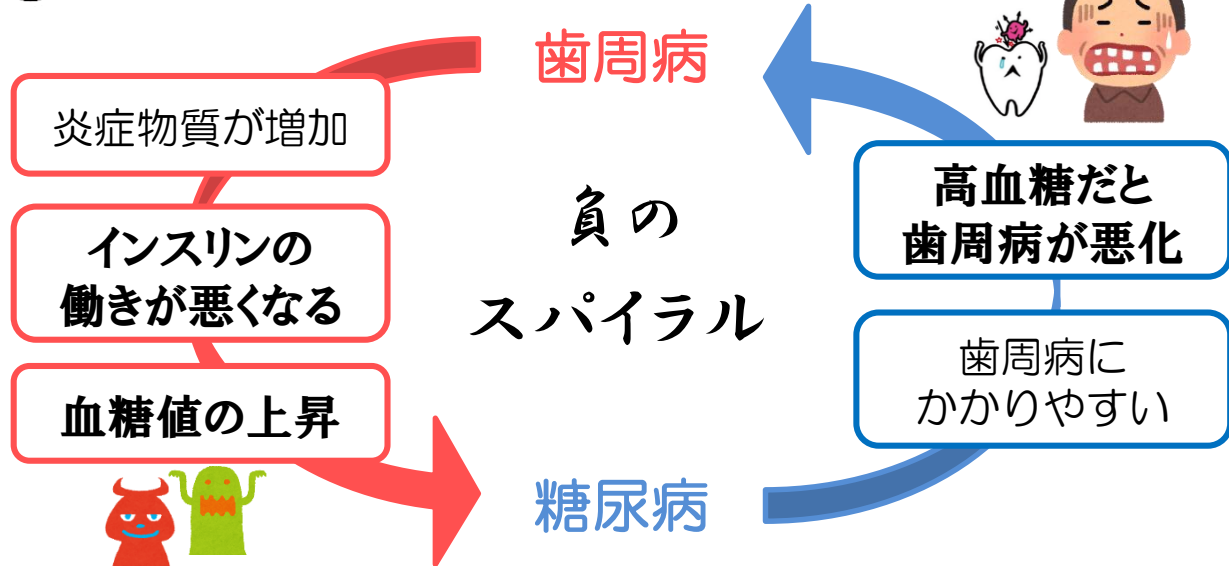 歯周病
炎症物質が増加
インスリンの
働きが悪くなる
血糖値の上昇
負の
スパイラル
高血糖だと
歯周病が悪化
歯周病に
かかりやすい
糖尿病